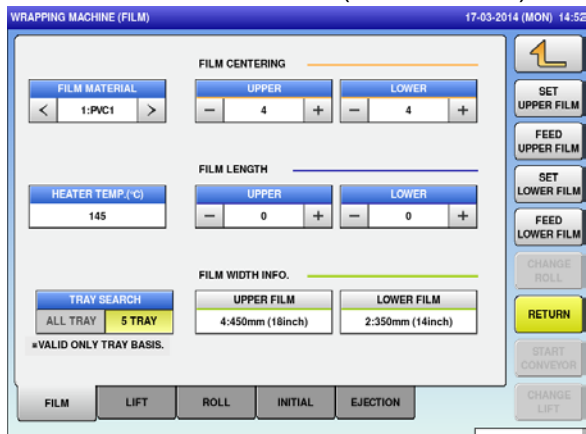 WRAPPING MACHINE (FILM)
17-03-2014 (MON) 14:52
FILM CENTERING
FILM MATERIAL
UPPER
LOWER
< 1:PVC1 >
− 4 +
− 4 +
FILM LENGTH
HEATER TEMP.(°C)
UPPER
LOWER
145
− 0 +
− 0 +
FILM WIDTH INFO.
TRAY SEARCH
UPPER FILM
LOWER FILM
ALL TRAY
5 TRAY
4:450mm (18inch)
2:350mm (14inch)
※VALID ONLY TRAY BASIS.
FILM
LIFT
ROLL
INITIAL
EJECTION
SET
UPPER FILM
FEED
UPPER FILM
SET
LOWER FILM
FEED
LOWER FILM
CHANGE
ROLL
RETURN
START
CONVEYOR
CHANGE
LIFT